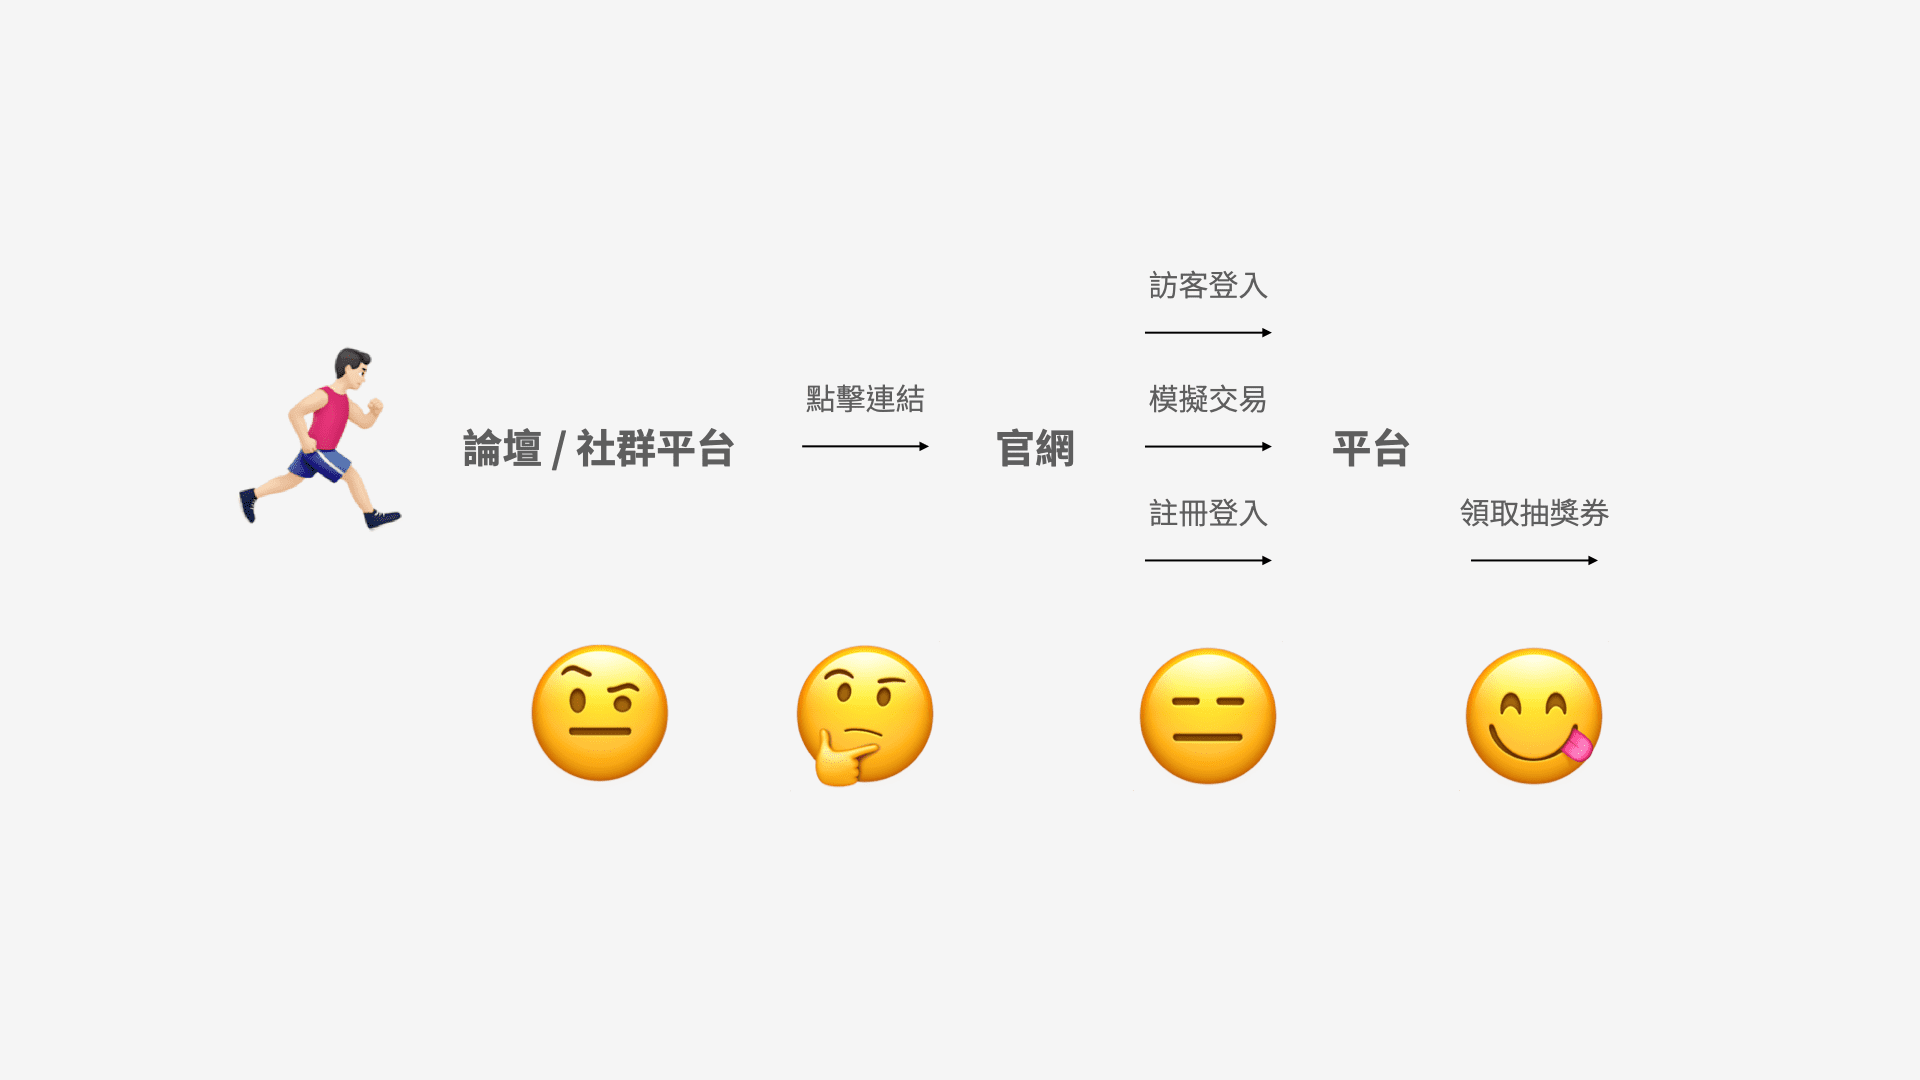 論壇 / 社群平台
點擊連結
官網
訪客登入
模擬交易
註冊登入
平台
領取抽獎券